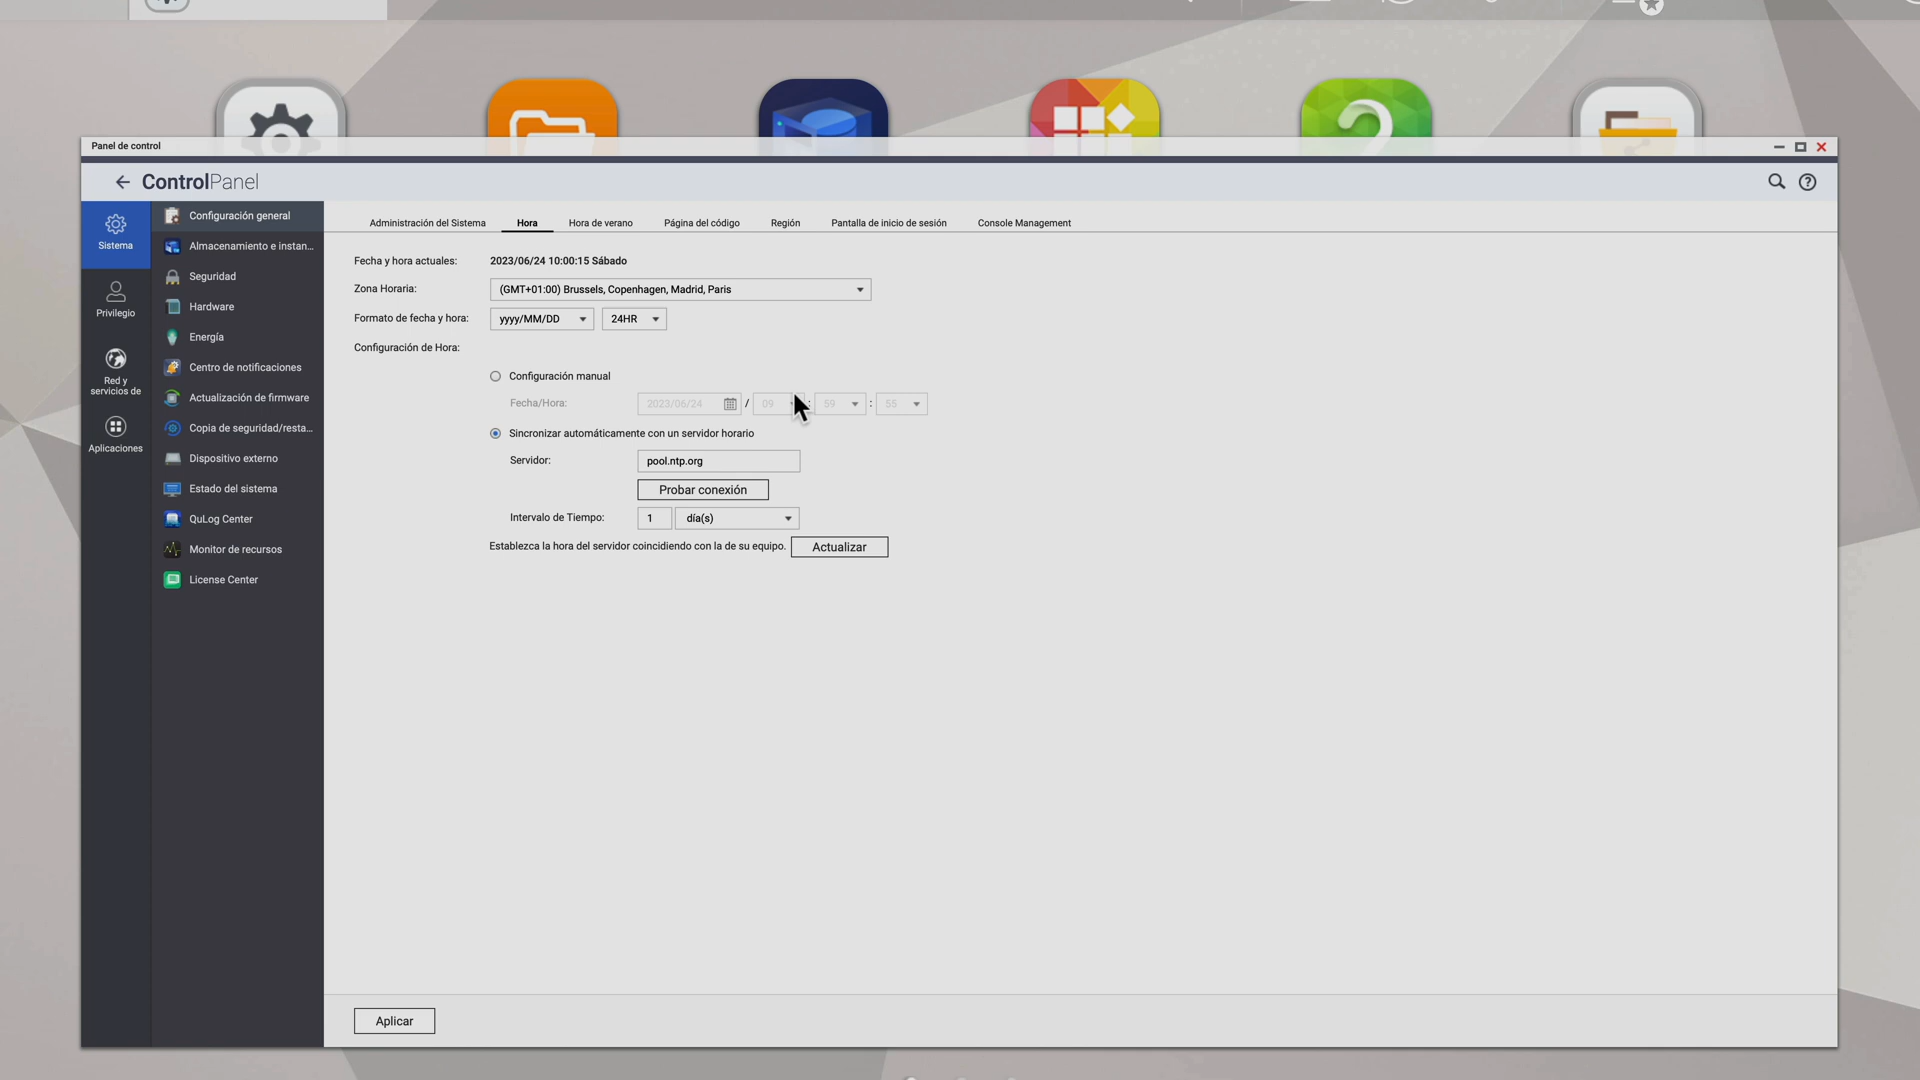 Panel de control
ControlPanel
Sistema
Privilegio
Red y
servicios de
Aplicaciones
Configuración general
Almacenamiento e instan...
Seguridad
Hardware
Energía
Centro de notificaciones
Actualización de firmware
Copia de seguridad/resta...
Dispositivo externo
Estado del sistema
QuLog Center
Monitor de recursos
License Center
Administración del Sistema Hora Hora de verano Página del código Región Pantalla de inicio de sesión Console Management
Fecha y hora actuales: 2023/06/24 10:00:15 Sábado
Zona Horaria: (GMT+01:00) Brussels, Copenhagen, Madrid, Paris
Formato de fecha y hora: yyyy/MM/DD 24HR
Configuración de Hora:
Configuración manual
Fecha/Hora: 2023/06/24 / 09 : 59 : 55
Sincronizar automáticamente con un servidor horario
Servidor: pool.ntp.org
Probar conexión
Intervalo de Tiempo: 1 día(s)
Establezca la hora del servidor coincidiendo con la de su equipo. Actualizar
Aplicar